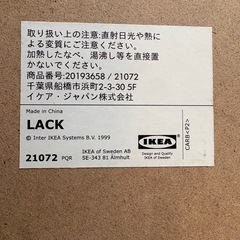 取り扱い上の注意:直射日光や熱に
よる変質にご注意ください。
加熱したなべ、湯沸し等を直接置
かないでください。
商品番号:20193658 / 21072
千葉県船橋市浜町2-3-30 5F
イケア・ジャパン株式会社
Made in China
LACK
© Inter IKEA Systems B.V. 1999
21072 PQR
IKEA of Sweden AB
SE-343 81 Älmhult
IKEA
Design and Quality
IKEA of Sweden
CARB<P2>